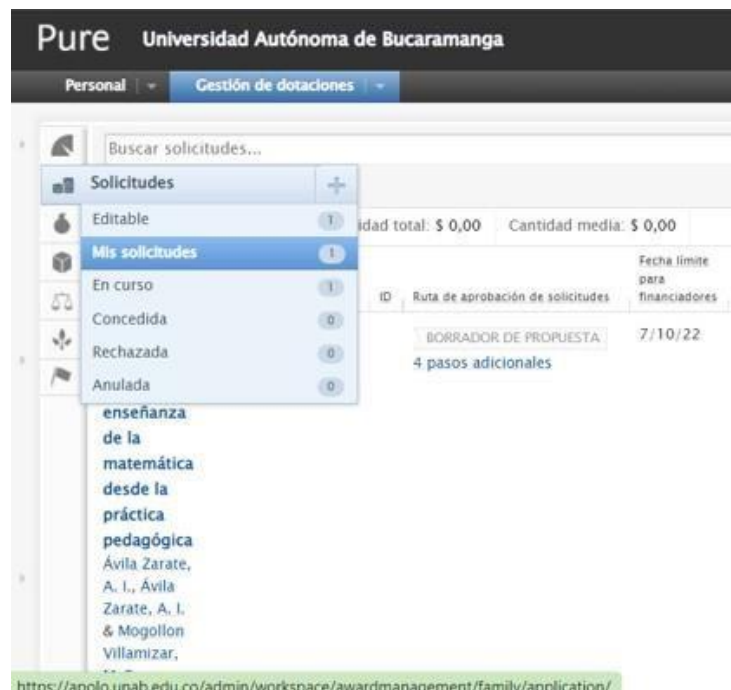 Pure Universidad Autónoma de Bucaramanga
Personal Gestión de dotaciones
Buscar solicitudes...
Solicitudes
Editable 1
idad total: $ 0,00 Cantidad media: $ 0,00
Mis solicitudes 1
En curso 1
Concedida 0
Rechazada 0
Anulada 0
ID Ruta de aprobación de solicitudes
Fecha límite
para
financiadores
BORRADOR DE PROPUESTA 7/10/22
4 pasos adicionales
enseñanza
de la
matemática
desde la
práctica
pedagógica
Ávila Zarate,
A. I., Ávila
Zarate, A. I.
& Mogollon
Villamizar,
https://apolo.unab.edu.co/admin/workspace/awardmanagement/family/application/